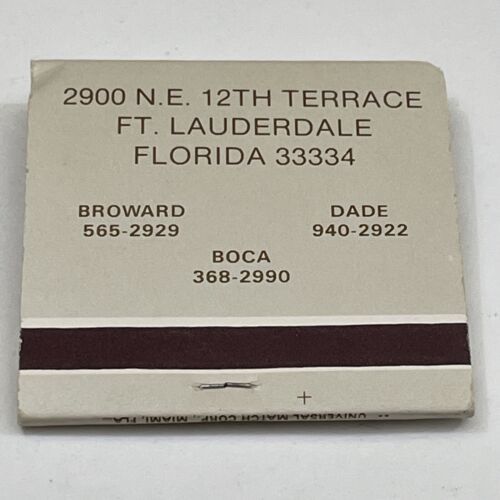 2900 N.E. 12TH TERRACE
FT. LAUDERDALE
FLORIDA 33334
BROWARD
565-2929
DADE
940-2922
BOCA
368-2990
UNIVERSAL MATCH CORP., MIAMI, FLA